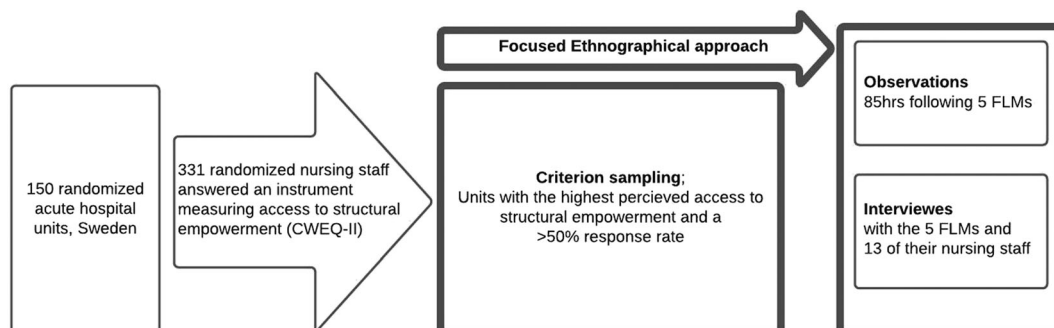 150 randomized
acute hospital
units, Sweden
331 randomized nursing staff
answered an instrument
measuring access to structural
empowerment (CWEQ-II)
Focused Ethnographical approach
Criterion sampling;
Units with the highest percieved access to
structural empowerment and a
>50% response rate
Observations
85hrs following 5 FLMs
Interviewes
with the 5 FLMs and
13 of their nursing staff